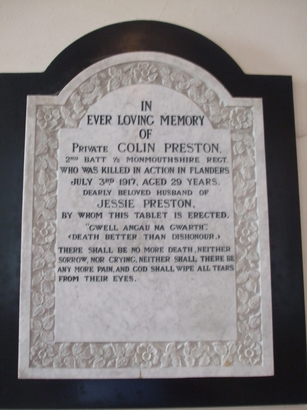 IN
EVER LOVING MEMORY
OF
PRIVATE COLIN PRESTON.
2ND BATT 1/3 MONMOUTHSHIRE REGT.
WHO WAS KILLED IN ACTION IN FLANDERS
JULY 3RD 1917, AGED 29 YEARS.
DEARLY BELOVED HUSBAND OF
JESSIE PRESTON,
BY WHOM THIS TABLET IS ERECTED.
"GWELL ANGAU NA GWARTH"
«DEATH BETTER THAN DISHONOUR.»
THERE SHALL BE NO MORE DEATH, NEITHER
SORROW, NOR CRYING, NEITHER SHALL THERE BE
ANY MORE PAIN, AND GOD SHALL WIPE ALL TEARS
FROM THEIR EYES.